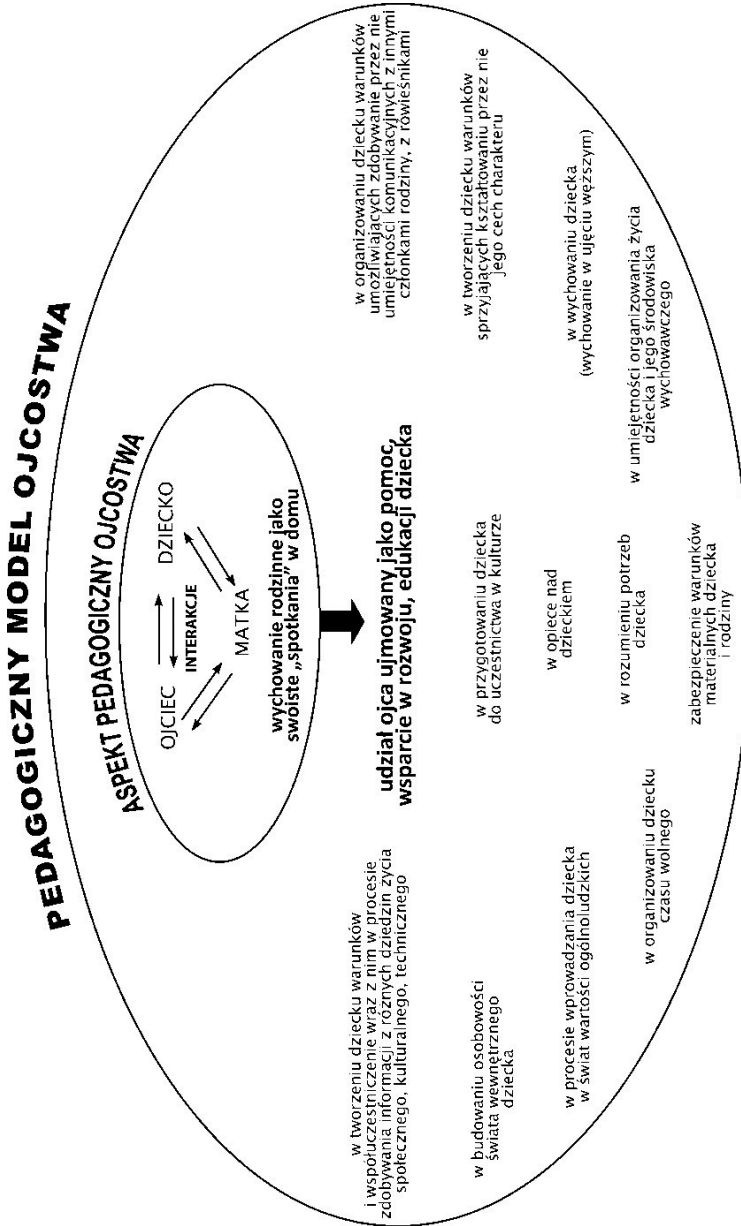 PEDAGOGICZNY MODEL OJCOSTWA
ASPEKT PEDAGOGICZNY OJCOSTWA
OJCIEC
DZIECKO
INTERAKCJE
MATKA
wychowanie rodzinne jako
swoiste „spotkania” w domu
udział ojca ujmowany jako pomoc,
wsparcie w rozwoju, edukacji dziecka
w tworzeniu dziecku warunków
i współuczestniczenie wraz z nim w procesie
zdobywania informacji z różnych dziedzin życia
społecznego, kulturalnego, technicznego
w budowaniu osobowości
świata wewnętrznego
dziecka
w procesie wprowadzania dziecka
w świat wartości ogólnoludzkich
w organizowaniu dziecku
czasu wolnego
w przygotowaniu dziecka
do uczestnictwa w kulturze
w opiece nad
dzieckiem
w rozumieniu potrzeb
dziecka
zabezpieczenie warunków
materialnych dziecka
i rodziny
w organizowaniu dziecku warunków
umożliwiających zdobywanie przez nie
umiejętności komunikacyjnych z innymi
członkami rodziny, z rówieśnikami
w tworzeniu dziecku warunków
sprzyjających kształtowaniu przez nie
jego cech charakteru
w wychowaniu dziecka
(wychowanie w ujęciu węższym)
w umiejętności organizowania życia
dziecka i jego środowiska
wychowawczego